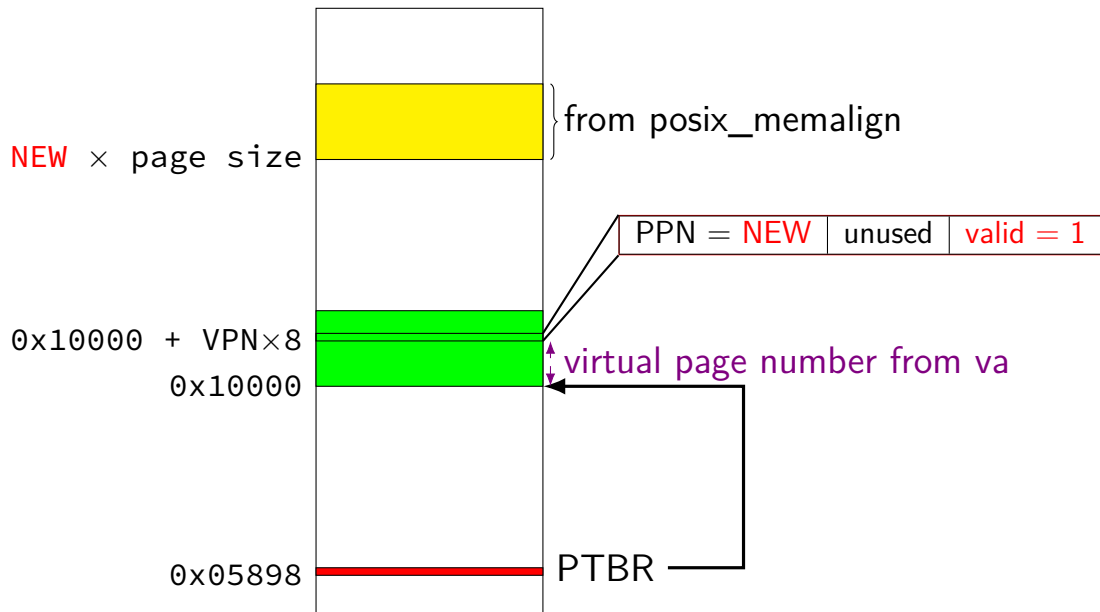 from posix_memalign
NEW × page size
PPN = NEW unused valid = 1
0x10000 + VPN×8
virtual page number from va
0x10000
0x05898
PTBR